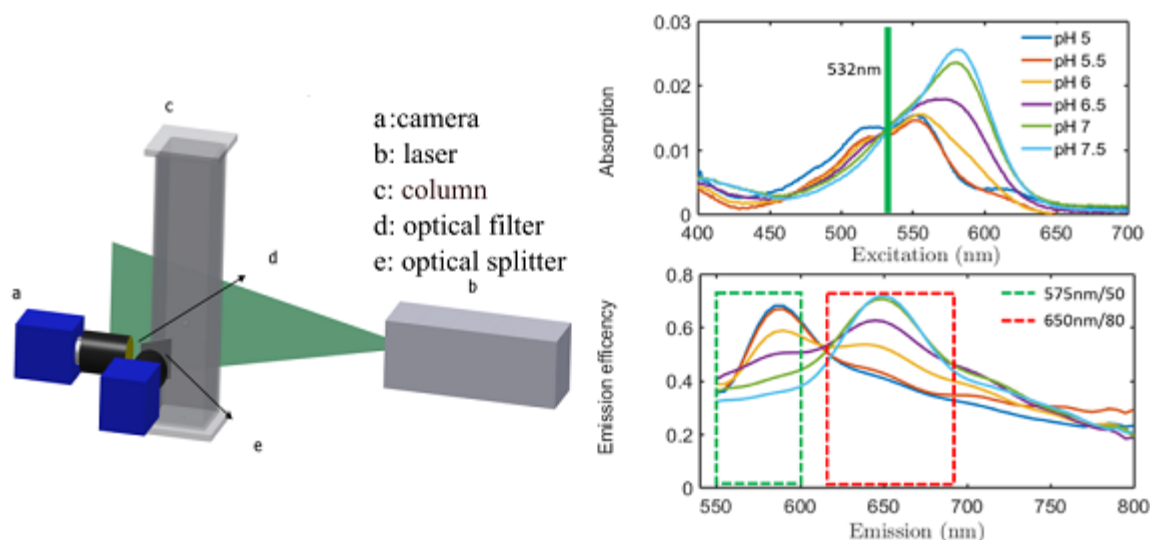 c
a:camera
b: laser
c: column
d: optical filter
e: optical splitter
b
d
a
e
0.03
0.02
0.01
0
Absorption
532nm
pH 5
pH 5.5
pH 6
pH 6.5
pH 7
pH 7.5
400 450 500 550 600 650 700
Excitation (nm)
0.8
0.6
0.4
0.2
0
Emission efficency
575nm/50
650nm/80
550 600 650 700 750 800
Emission (nm)